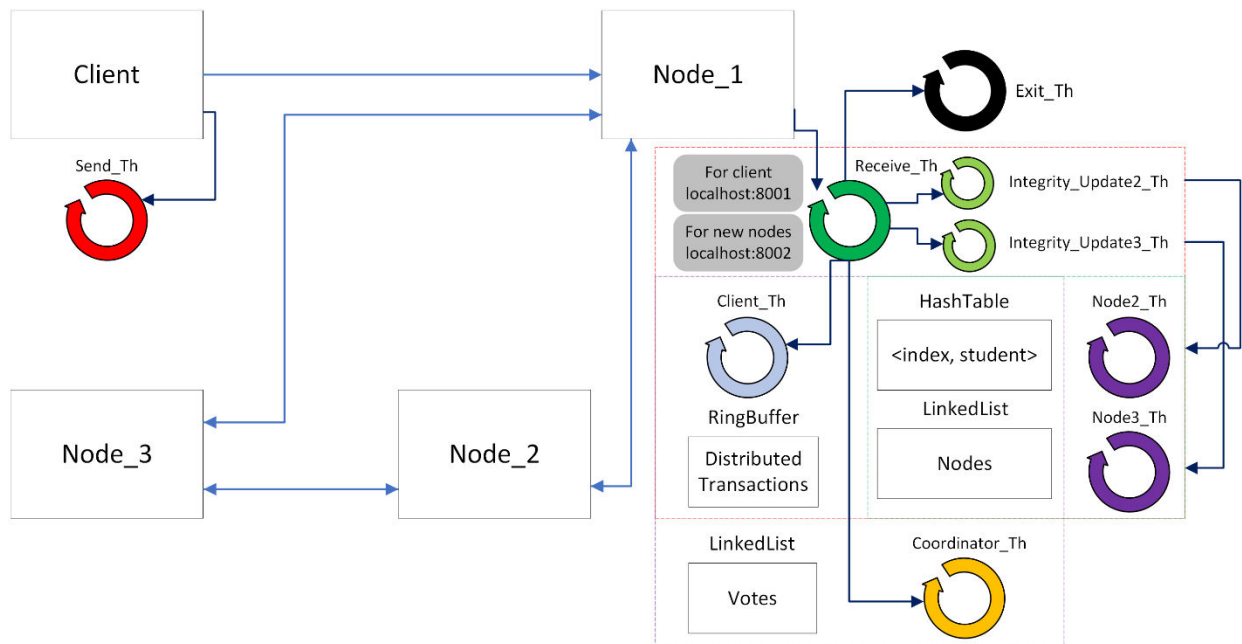 Client
Node_1
Exit_Th
Send_Th
For client
localhost:8001
Receive_Th
Integrity_Update2_Th
For new nodes
localhost:8002
Integrity_Update3_Th
Client_Th
HashTable
Node2_Th
<index, student>
RingBuffer
LinkedList
Node3_Th
Node_3
Node_2
Distributed
Transactions
Nodes
LinkedList
Coordinator_Th
Votes